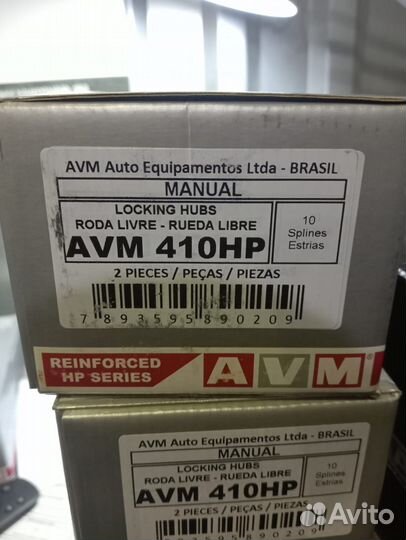 AVM Auto Equipamentos Ltda - BRASIL
MANUAL
LOCKING HUBS
RODA LIVRE - RUEDA LIBRE
AVM 410HP
2 PIECES / PEÇAS / PIEZAS
10
Splines
Estrias
7 893595 890209
REINFORCED
HP SERIES
AVM®
AVM Auto Equipamentos Ltda - BRASIL
MANUAL
LOCKING HUBS
RODA LIVRE - RUEDA LIBRE
AVM 410HP
2 PIECES / PEÇAS / PIEZAS
10
Splines
Estrias
Avito